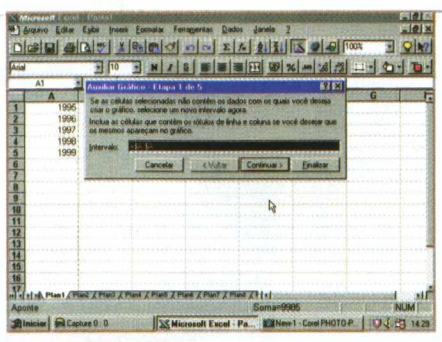 Microsoft Excel - Pasta1
Arquivo Editar Exibir Inserir Formatar Ferramentas Dados Janela ?
100%
Arial 10 N I S
A1
Auxiliar Gráfico - Etapa 1 de 5
Se as células selecionadas não contêm os dados com os quais você deseja
criar o gráfico, selecione um novo intervalo agora.
Inclua as células que contêm os rótulos de linha e coluna se você desejar que
os mesmos apareçam no gráfico.
Intervalo:
Cancelar < Voltar Continuar > Finalizar
A G
1 1995
2 1996
3 1997
4 1998
5 1999
6
7
8
9
10
11
12
13
14
15
16
17
Plan1 Plan2 Plan3 Plan4 Plan5 Plan6 Plan7 Plan8
Aponte Soma=9985 NUM
Iniciar Capture 0 : 0 Microsoft Excel - Pa... New-1 - Corel PHOTO-P... 14:29